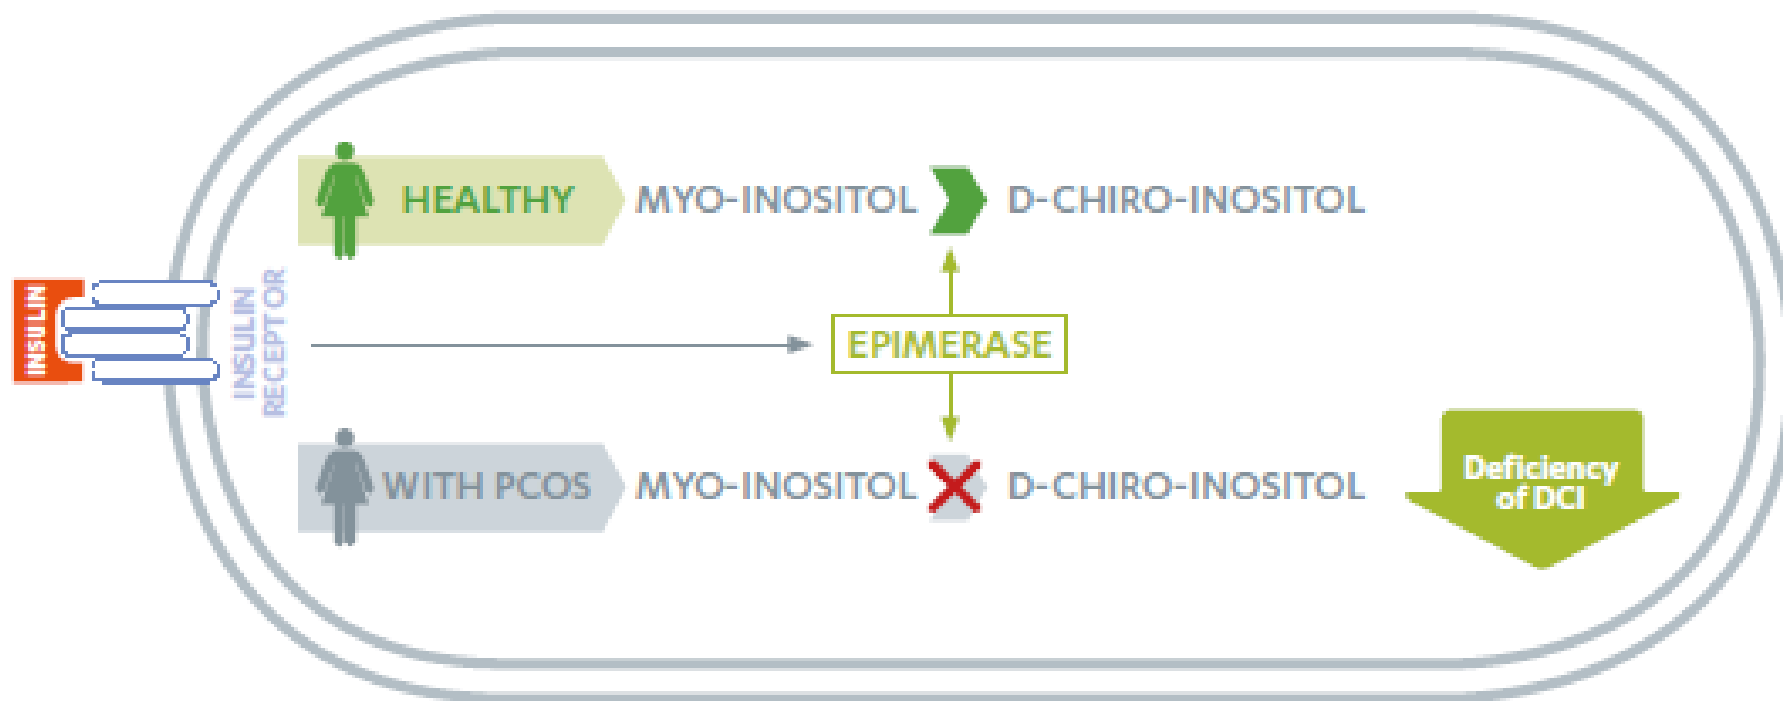 HEALTHY MYO-INOSITOL D-CHIRO-INOSITOL
INSULIN
INSULIN
RECEPTOR
EPIMERASE
WITH PCOS MYO-INOSITOL D-CHIRO-INOSITOL
Deficiency
of DCI